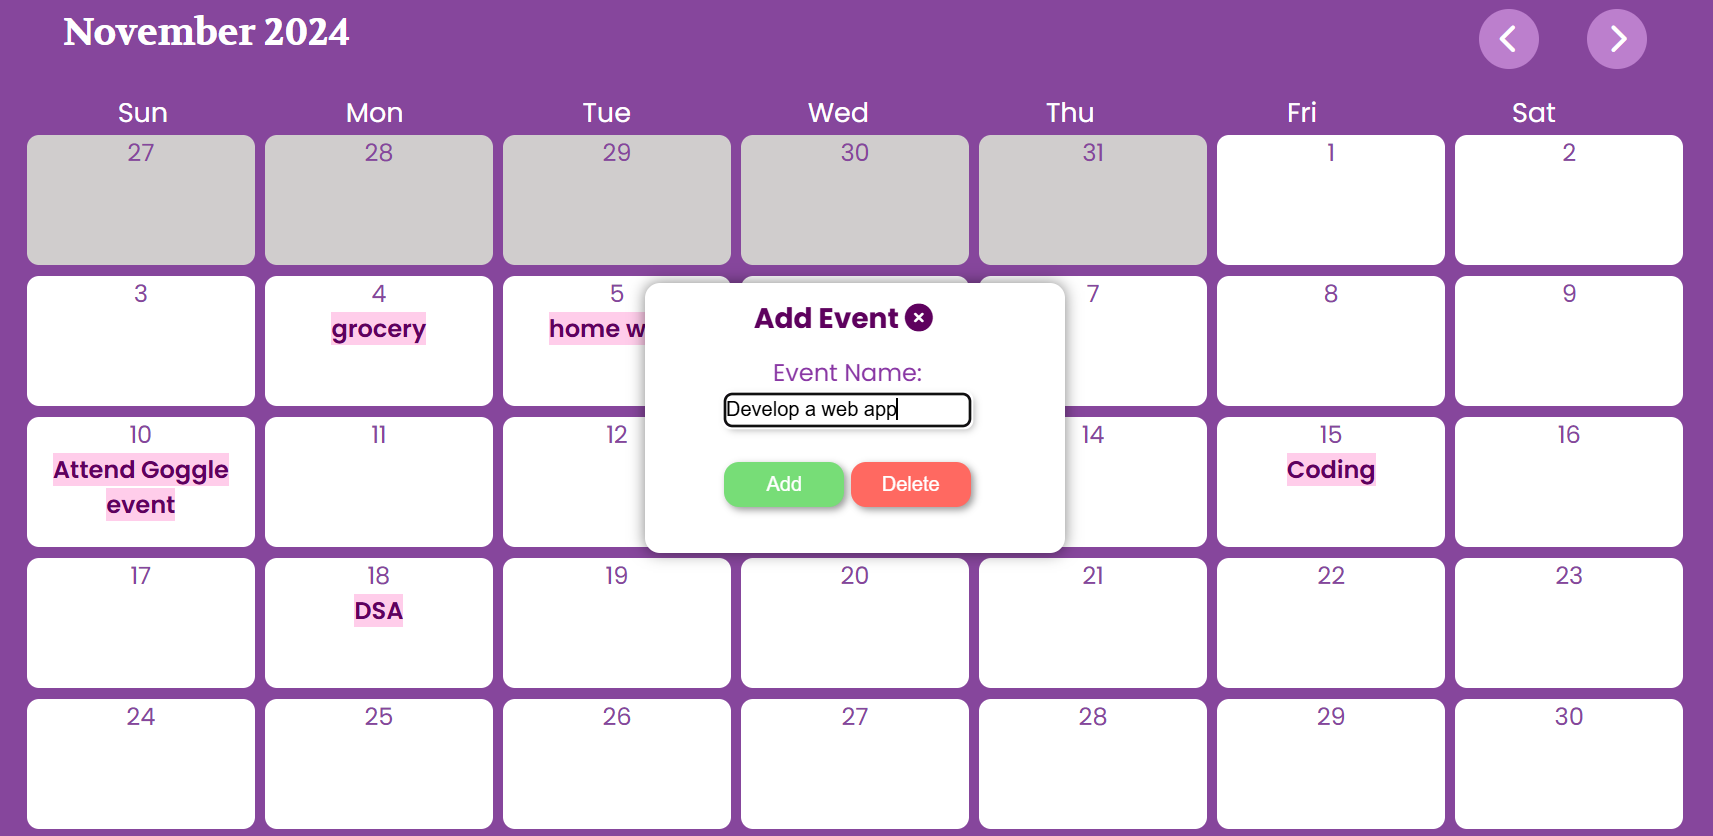 November 2024
Sun Mon Tue Wed Thu Fri Sat
27 28 29 30 31 1 2
3 4 5 7 8 9
grocery home w
Add Event
Event Name:
Develop a web app
Add Delete
10 11 12 14 15 16
Attend Goggle Coding
event
17 18 19 20 21 22 23
DSA
24 25 26 27 28 29 30